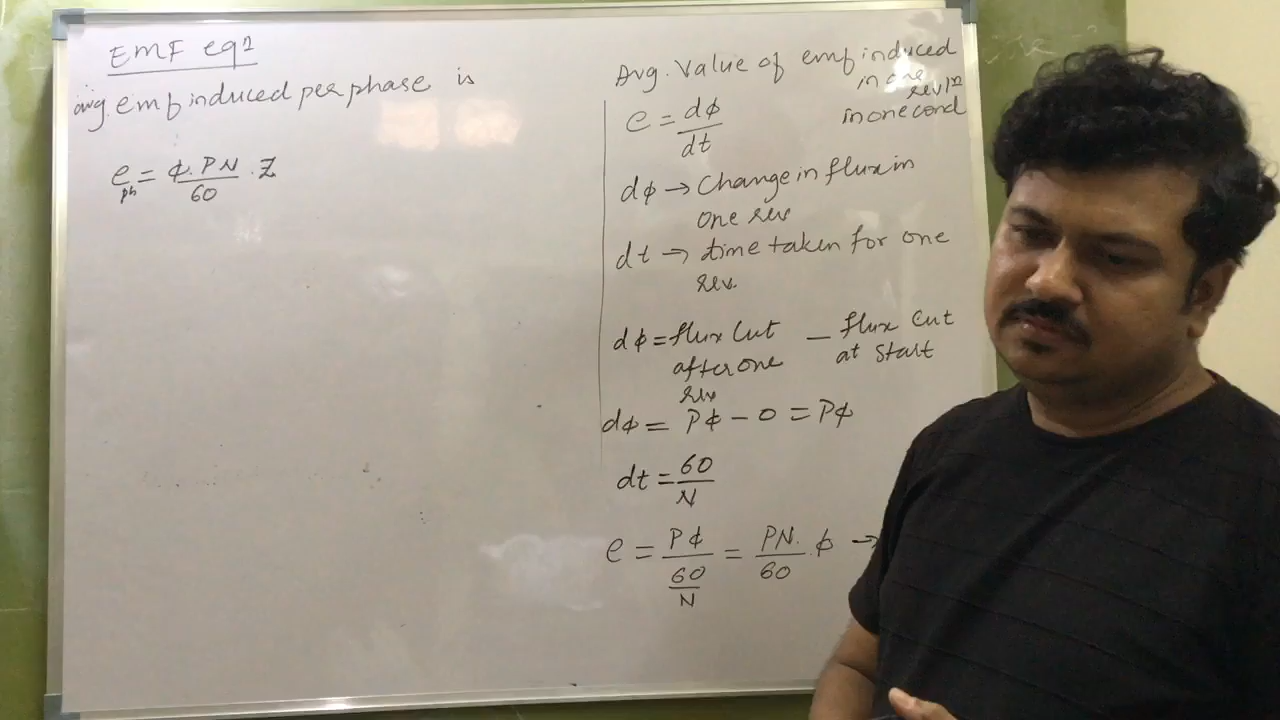 EMF eqn
avg. emf induced per phase is
e ph = φ.PN/60 .Z
Avg. Value of emf induced
in one
rev/n
in one cond
e = dφ/dt
dφ → Change in flux in
one rev
dt → time taken for one
rev.
dφ = flux Cut after one rev – flux Cut at Start
dφ = Pφ – 0 = Pφ
dt = 60/N
e = Pφ/(60/N) = PN./60 .φ →